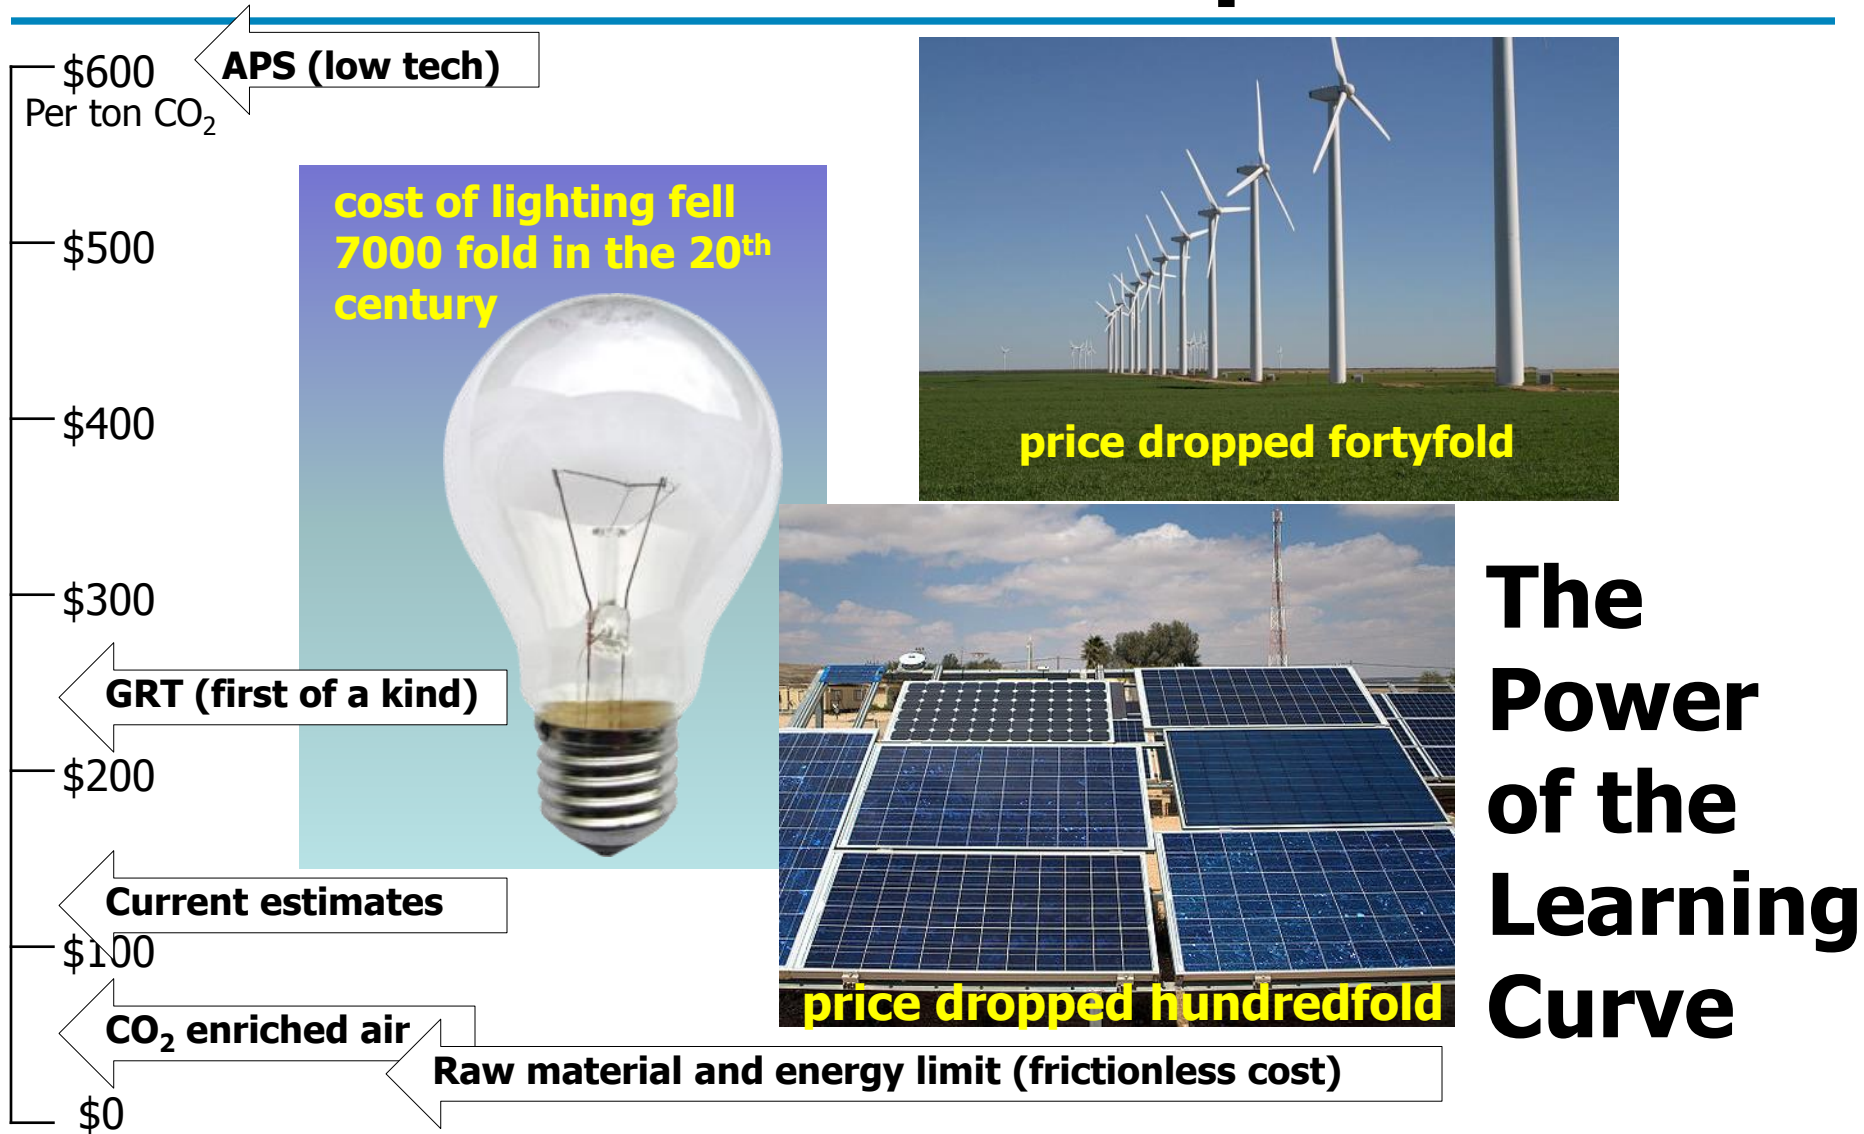 $600
APS (low tech)
Per ton CO₂
cost of lighting fell
7000 fold in the 20th
century
$500
$400
price dropped fortyfold
$300
GRT (first of a kind)
$200
Current estimates
$100
CO₂ enriched air
Raw material and energy limit (frictionless cost)
$0
price dropped hundredfold
The
Power
of the
Learning
Curve